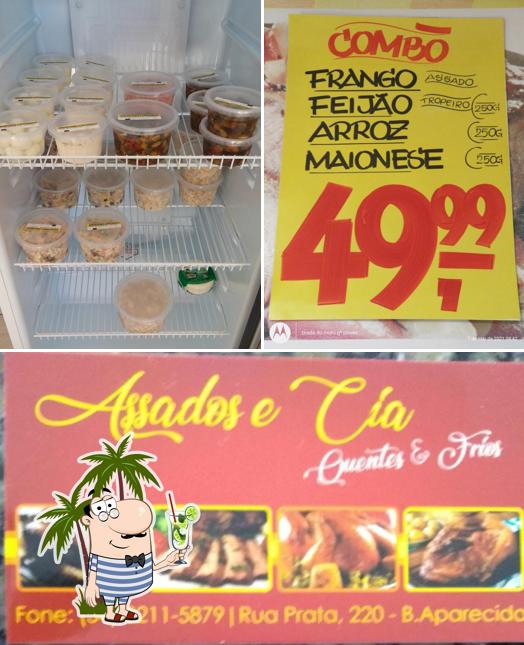 COMBO
FRANGO ASSADO
FEIJÃO TROPEIRO 250G
ARROZ 250G
MAIONESE 250G
49,99
Assados e Cia
Quentes & Frios
Fone: 211-5879 | Rua Prata, 220 - B.Aparecida